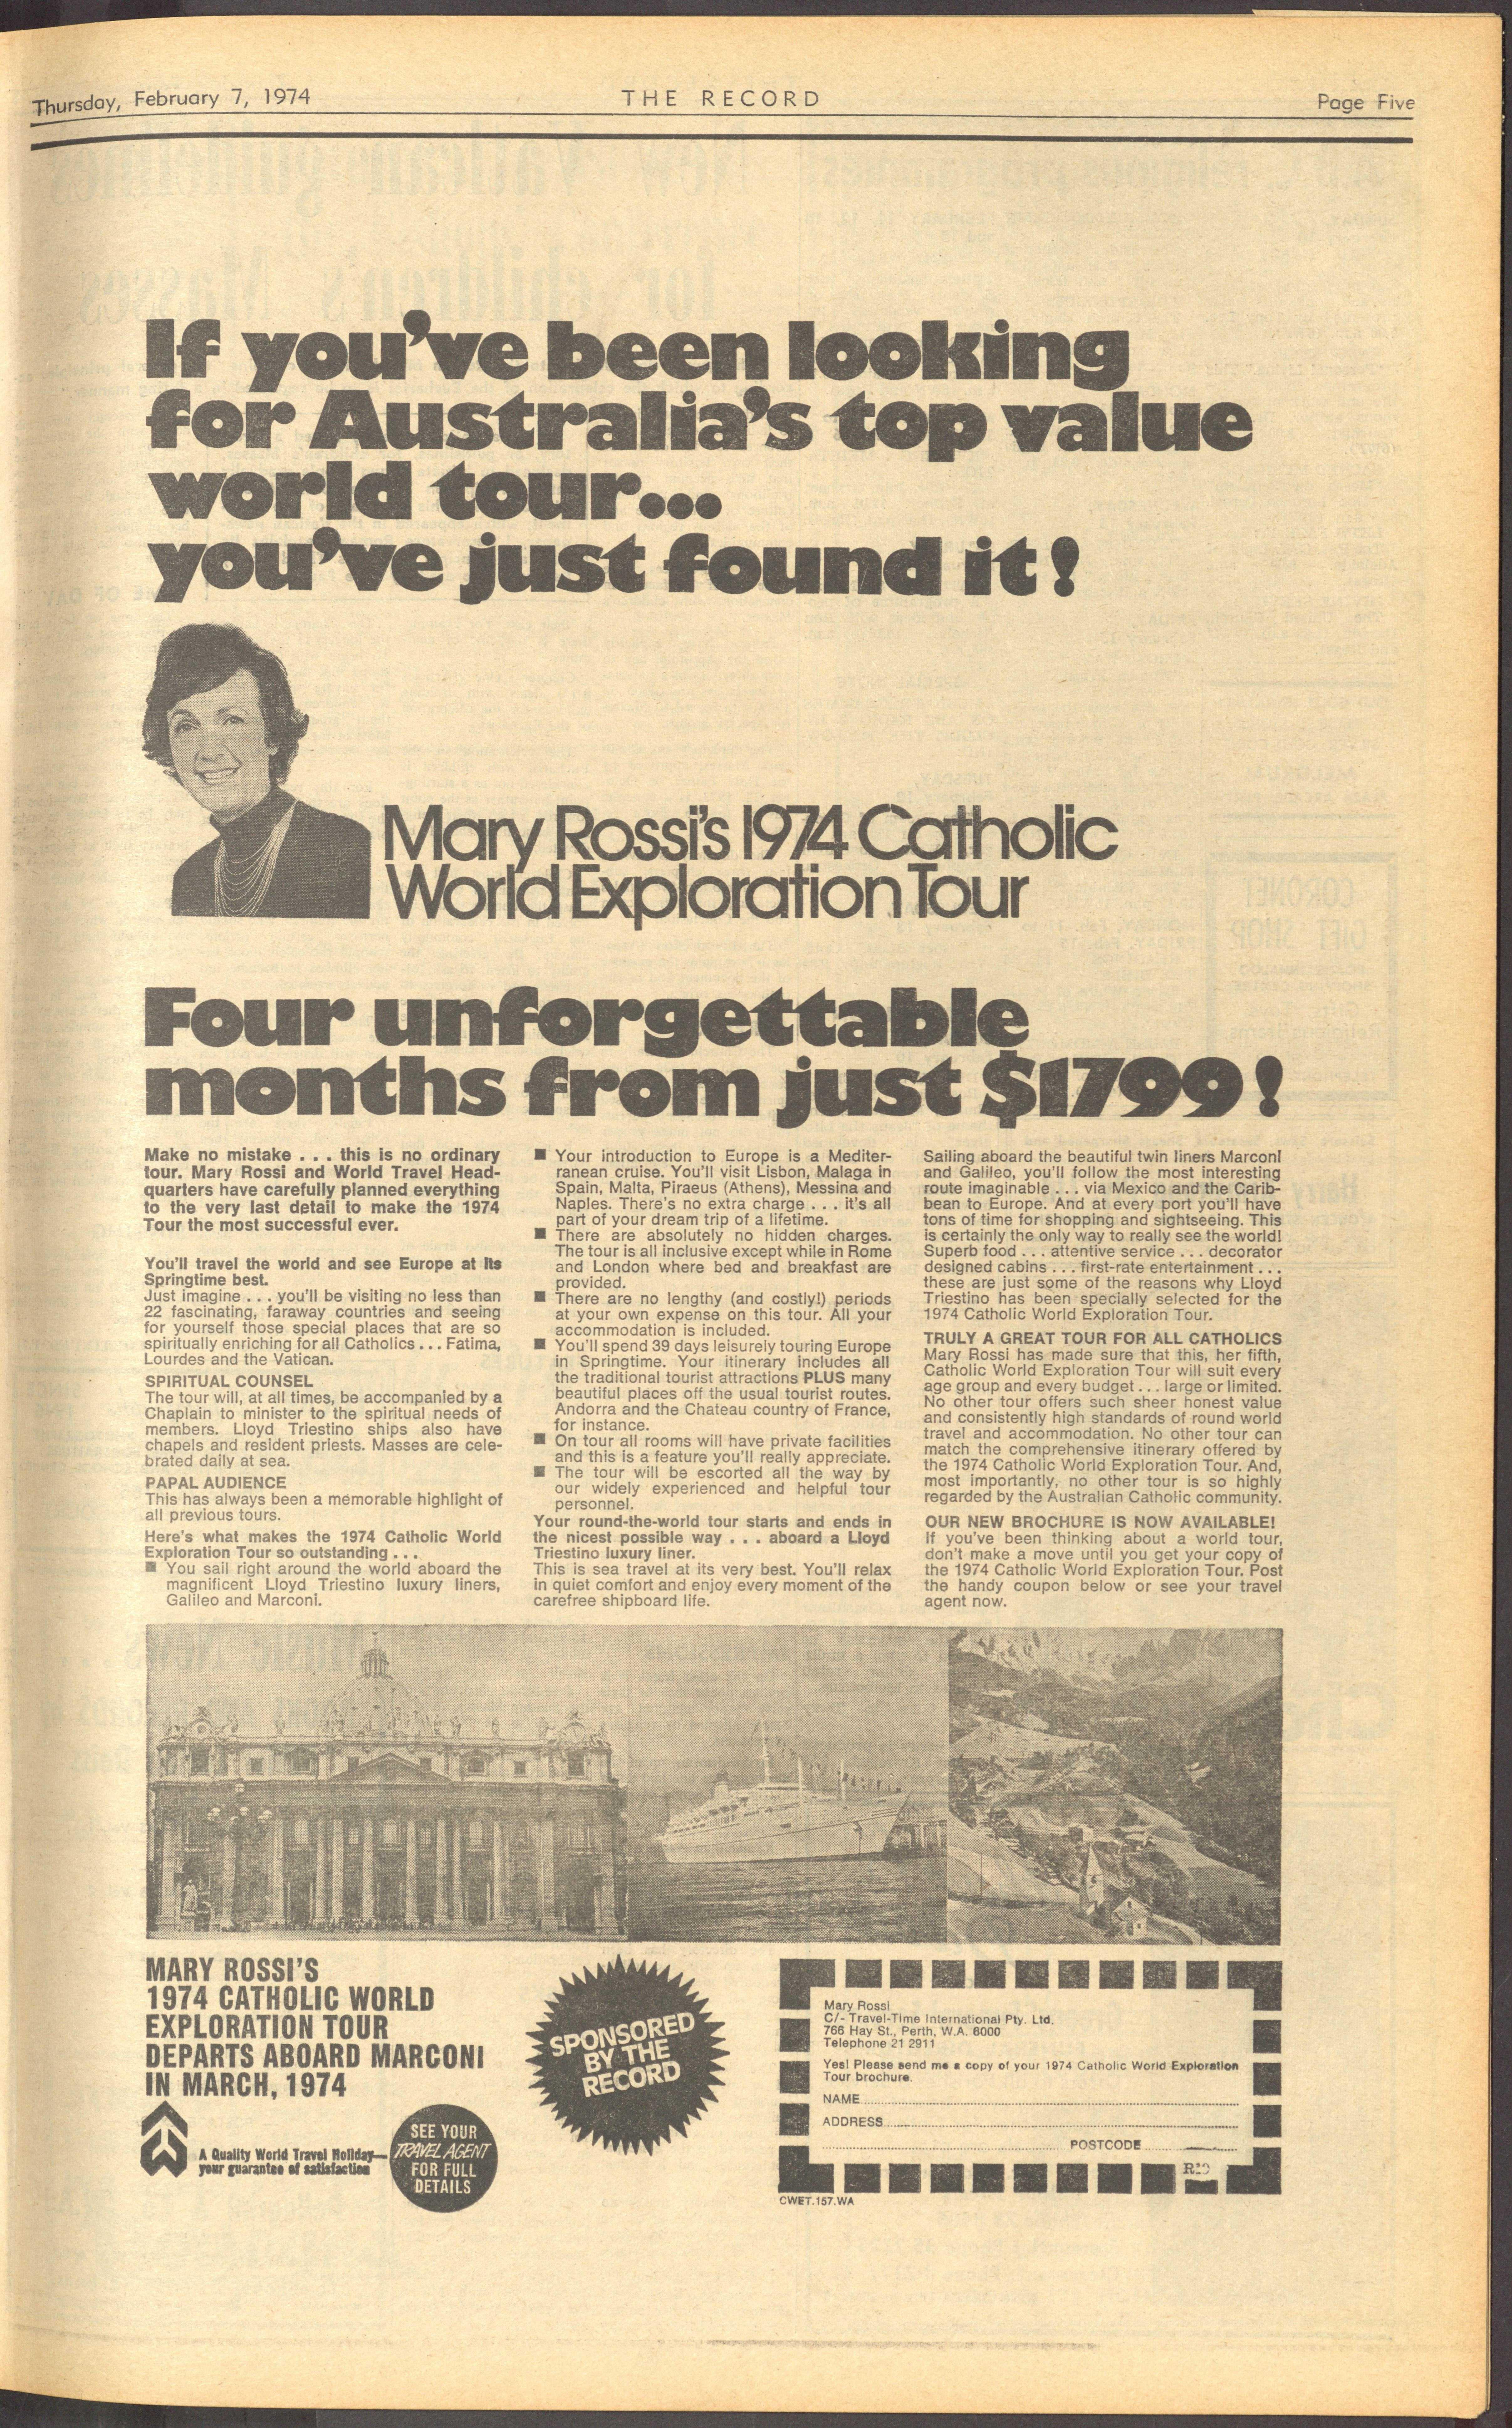 Thursday, February 7, 1974
THE RECORD
Page Five
If you've been looking
for Australia's top value
world tour...
you've just found it!
Mary Rossi's 1974 Catholic
World Exploration Tour
Four unforgettable
months from just $1799!
Make no mistake . . . this is no ordinary
tour. Mary Rossi and World Travel Head-
quarters have carefully planned everything
to the very last detail to make the 1974
Tour the most successful ever.
You'll travel the world and see Europe at its
Springtime best.
Just imagine . . . you'll be visiting no less than
22 fascinating, faraway countries and seeing
for yourself those special places that are so
spiritually enriching for all Catholics . . . Fatima,
Lourdes and the Vatican.
SPIRITUAL COUNSEL
The tour will, at all times, be accompanied by a
Chaplain to minister to the spiritual needs of
members. Lloyd Triestino ships also have
chapels and resident priests. Masses are cele-
brated daily at sea.
PAPAL AUDIENCE
This has always been a memorable highlight of
all previous tours.
Here's what makes the 1974 Catholic World
Exploration Tour so outstanding . . .
■ You sail right around the world aboard the
magnificent Lloyd Triestino luxury liners,
Galileo and Marconi.
■ Your introduction to Europe is a Mediter-
ranean cruise. You'll visit Lisbon, Malaga in
Spain, Malta, Piraeus (Athens), Messina and
Naples. There's no extra charge . . . it's all
part of your dream trip of a lifetime.
■ There are absolutely no hidden charges.
The tour is all inclusive except while in Rome
and London where bed and breakfast are
provided.
■ There are no lengthy (and costly!) periods
at your own expense on this tour. All your
accommodation is included.
■ You'll spend 39 days leisurely touring Europe
in Springtime. Your itinerary includes all
the traditional tourist attractions PLUS many
beautiful places off the usual tourist routes.
Andorra and the Chateau country of France,
for instance.
■ On tour all rooms will have private facilities
and this is a feature you'll really appreciate.
■ The tour will be escorted all the way by
our widely experienced and helpful tour
personnel.
Your round-the-world tour starts and ends in
the nicest possible way . . . aboard a Lloyd
Triestino luxury liner.
This is sea travel at its very best. You'll relax
in quiet comfort and enjoy every moment of the
carefree shipboard life.
Sailing aboard the beautiful twin liners Marconi
and Galileo, you'll follow the most interesting
route imaginable . . . via Mexico and the Carib-
bean to Europe. And at every port you'll have
tons of time for shopping and sightseeing. This
is certainly the only way to really see the world!
Superb food . . . attentive service . . . decorator
designed cabins . . . first-rate entertainment . . .
these are just some of the reasons why Lloyd
Triestino has been specially selected for the
1974 Catholic World Exploration Tour.
TRULY A GREAT TOUR FOR ALL CATHOLICS
Mary Rossi has made sure that this, her fifth,
Catholic World Exploration Tour will suit every
age group and every budget . . . large or limited.
No other tour offers such sheer honest value
and consistently high standards of round world
travel and accommodation. No other tour can
match the comprehensive itinerary offered by
the 1974 Catholic World Exploration Tour. And,
most importantly, no other tour is so highly
regarded by the Australian Catholic community.
OUR NEW BROCHURE IS NOW AVAILABLE!
If you've been thinking about a world tour,
don't make a move until you get your copy of
the 1974 Catholic World Exploration Tour. Post
the handy coupon below or see your travel
agent now.
MARY ROSSI'S
1974 CATHOLIC WORLD
EXPLORATION TOUR
DEPARTS ABOARD MARCONI
IN MARCH, 1974
A Quality World Travel Holiday—
your guarantee of satisfaction
SEE YOUR
TRAVEL AGENT
FOR FULL
DETAILS
SPONSORED
BY THE
RECORD
Mary Rossi
C/- Travel-Time International Pty. Ltd.
766 Hay St., Perth, W.A. 6000
Telephone 21 2911
Yes! Please send me a copy of your 1974 Catholic World Exploration
Tour brochure.
NAME
ADDRESS
POSTCODE
CWET.157.WA